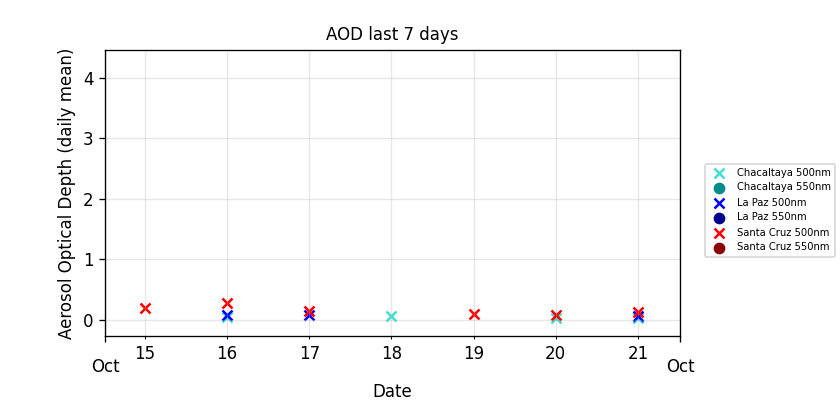 AOD last 7 days
Aerosol Optical Depth (daily mean)
4
3
2
1
0
15
16
17
18
19
20
21
Oct
Oct
Date
Chacaltaya 500nm
Chacaltaya 550nm
La Paz 500nm
La Paz 550nm
Santa Cruz 500nm
Santa Cruz 550nm